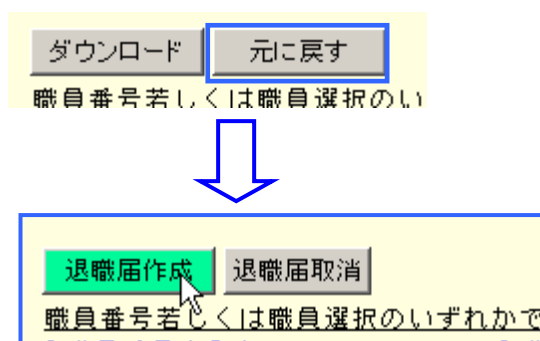 ダウンロード 元に戻す
職員番号若しくは職員選択のい
退職届作成 退職届取消
職員番号若しくは職員選択のいずれかで